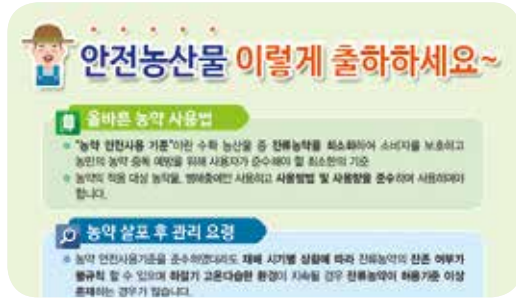 안전농산물 이렇게 출하하세요~
올바른 농약 사용법
"농약 안전사용 기준"이란 수확 농산물 중 잔류농약을 최소화하여 소비자를 보호하고
농민의 농약 중독 예방을 위해 사용자가 준수해야 할 최소한의 기준
농약의 적용 대상 농작물, 병해충에만 사용하고 사용방법 및 사용량을 준수하여 사용하여야
합니다.
농약 살포 후 관리 요령
농약 안전사용기준을 준수하였더라도 재배 시기별 상황에 따라 잔류농약의 잔존 여부가
불규칙 할 수 있으며 하절기 고온다습한 환경이 지속될 경우 잔류농약이 허용기준 이상
존재하는 경우가 많습니다.